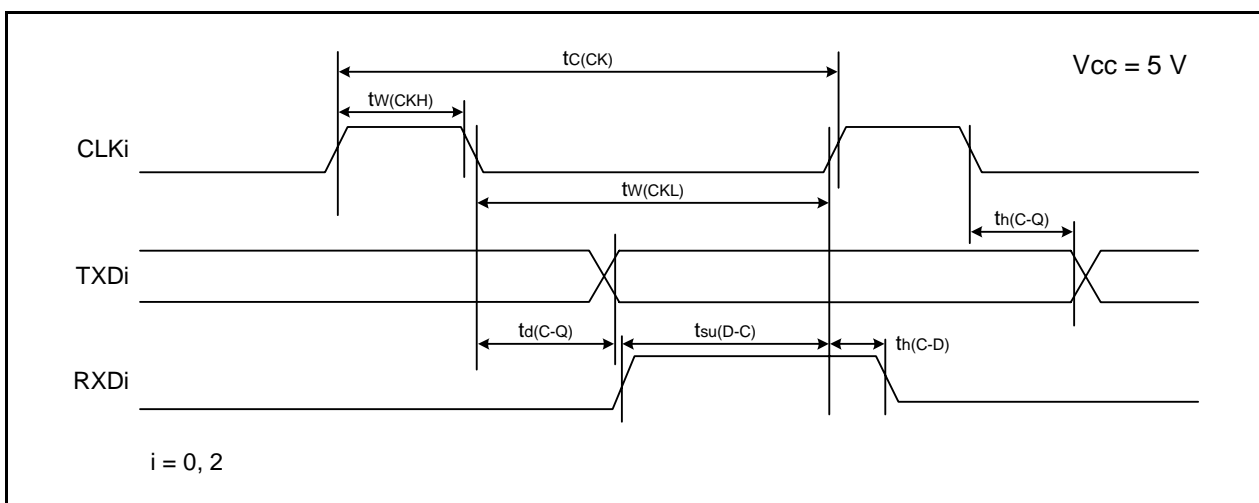 tC(CK)
Vcc = 5 V
tW(CKH)
CLKi
tW(CKL)
th(C-Q)
TXDi
td(C-Q)
tsu(D-C)
th(C-D)
RXDi
i = 0, 2